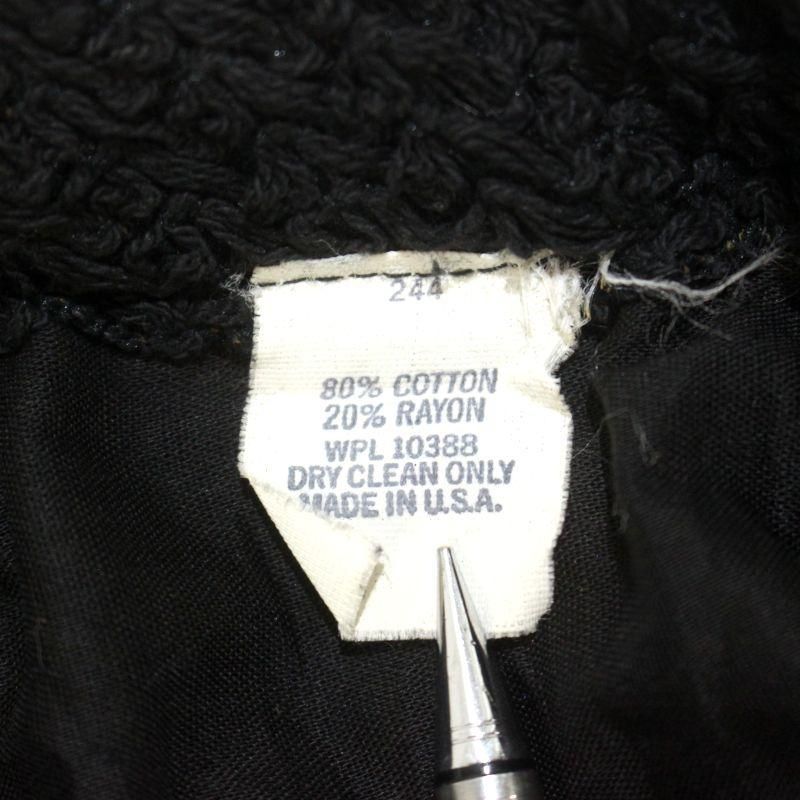 244
80% COTTON
20% RAYON
WPL 10388
DRY CLEAN ONLY
MADE IN U.S.A.